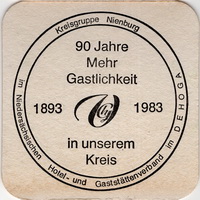 Kreisgruppe Nienburg
90 Jahre
Mehr
Gastlichkeit
1893 1983
in unserem
Kreis
im Niedersächsischen Hotel- und Gaststättenverband im DEHOGA